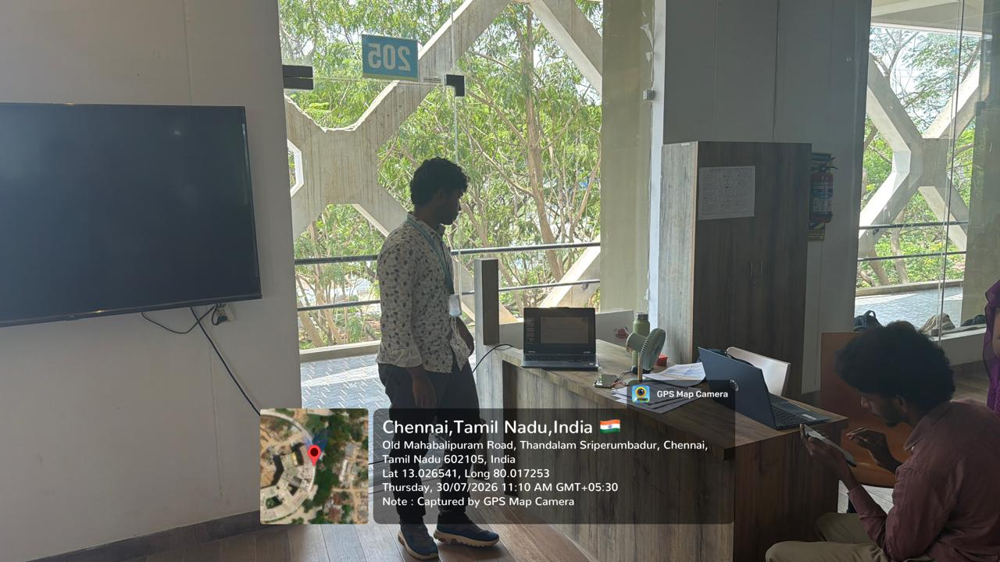 205
GPS Map Camera
Chennai,Tamil Nadu,India 🇮🇳
Old Mahabalipuram Road, Thandalam Sriperumbadur, Chennai,
Tamil Nadu 602105, India
Lat 13.026541, Long 80.017253
Thursday, 30/07/2026 11:10 AM GMT+05:30
Note : Captured by GPS Map Camera